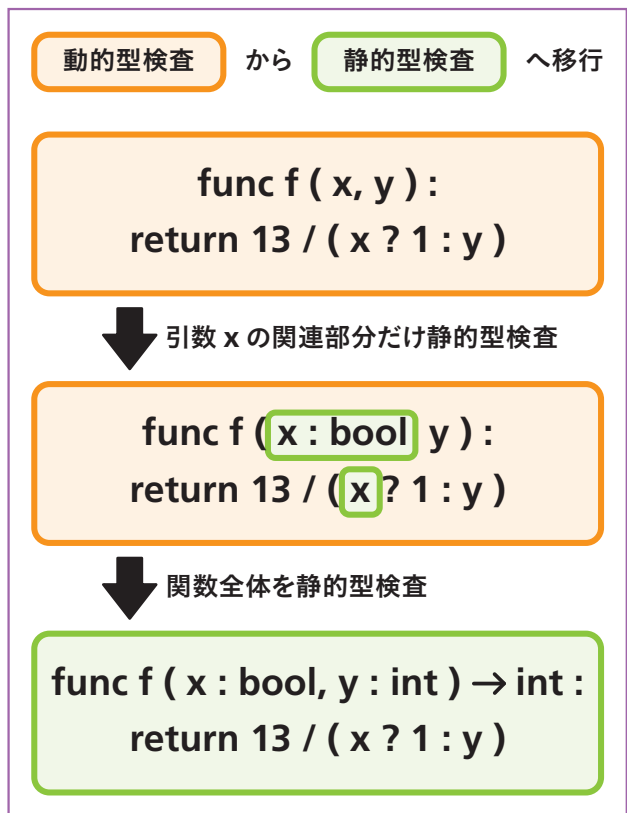 動的型検査 から 静的型検査 へ移行
func f ( x, y ) :
return 13 / ( x ? 1 : y )
引数 x の関連部分だけ静的型検査
func f ( x : bool y ) :
return 13 / ( x ? 1 : y )
関数全体を静的型検査
func f ( x : bool, y : int ) → int :
return 13 / ( x ? 1 : y )